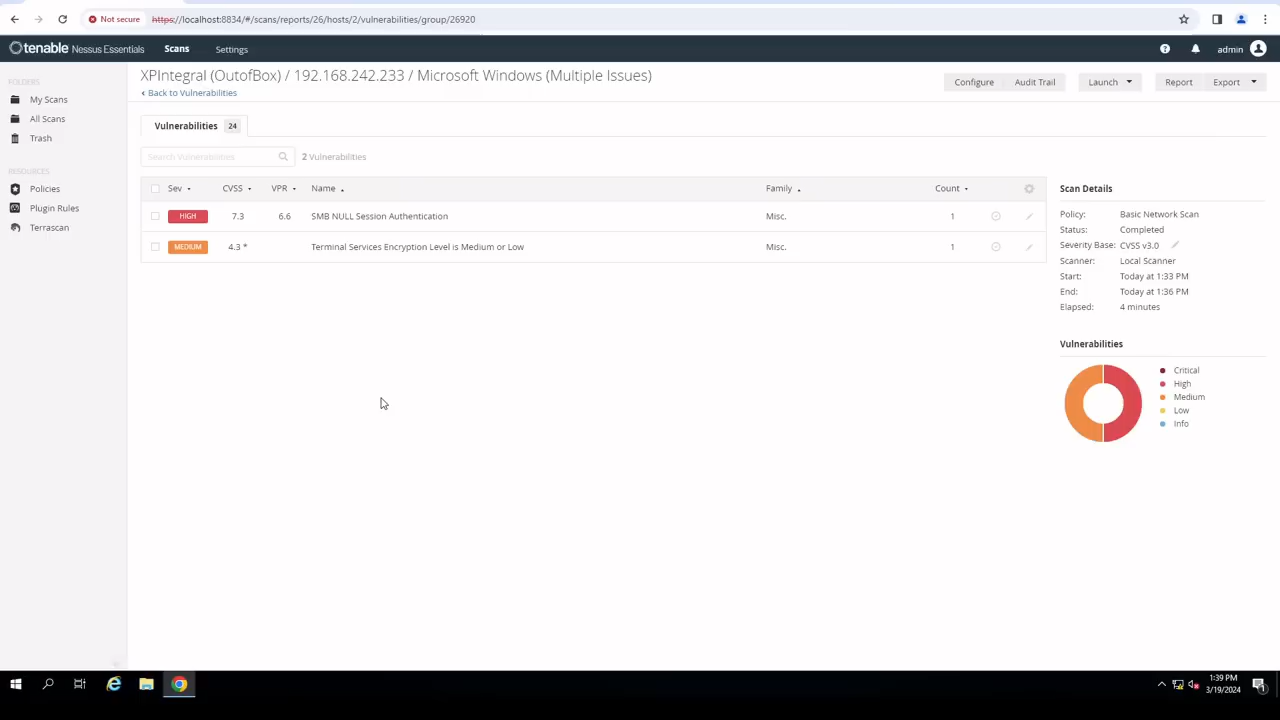 Not secure https://localhost:8834/#/scans/reports/26/hosts/2/vulnerabilities/group/26920
tenable Nessus Essentials Scans Settings admin
FOLDERS
My Scans
All Scans
Trash
RESOURCES
Policies
Plugin Rules
Terrascan
XPIntegral (OutofBox) / 192.168.242.233 / Microsoft Windows (Multiple Issues)
Back to Vulnerabilities
Configure Audit Trail Launch Report Export
Vulnerabilities 24
Search Vulnerabilities 2 Vulnerabilities
Sev CVSS VPR Name Family Count
HIGH 7.3 6.6 SMB NULL Session Authentication Misc. 1
MEDIUM 4.3 * Terminal Services Encryption Level is Medium or Low Misc. 1
Scan Details
Policy: Basic Network Scan
Status: Completed
Severity Base: CVSS v3.0
Scanner: Local Scanner
Start: Today at 1:33 PM
End: Today at 1:36 PM
Elapsed: 4 minutes
Vulnerabilities
Critical
High
Medium
Low
Info
1:39 PM
3/19/2024
1